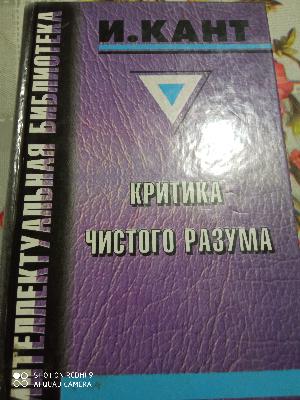 И.КАНТ
ИНТЕЛЛЕКТУАЛЬНАЯ БИБЛИОТЕКА
КРИТИКА
ЧИСТОГО РАЗУМА
SHOT ON REDMI 9
AI QUAD CAMERA